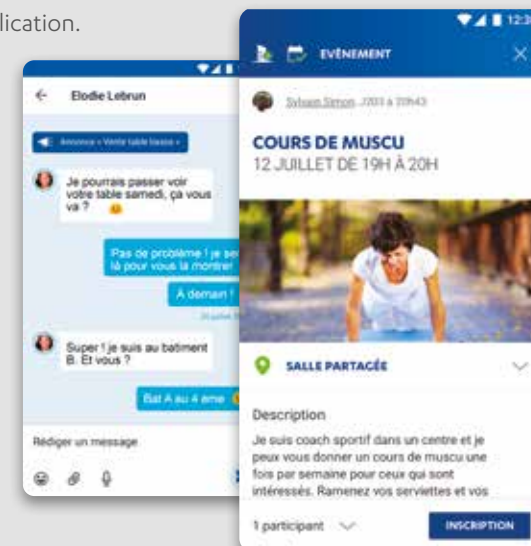 lication.
Elodie Lebrun
Annonce « Vente table basse »
Je pourrais passer voir
votre table samedi, ça vous
va ?
Pas de problème ! je se
là pour vous la montrer
À demain !
Super ! je suis au batiment
B. Et vous ?
Bat A au 4 ème
Rédiger un message
12:30
EVÈNEMENT
Sylvain Simon
COURS DE MUSCU
12 JUILLET DE 19H À 20H
SALLE PARTAGÉE
Description
Je suis coach sportif dans un centre et je
peux vous donner un cours de muscu une
fois par semaine pour ceux qui sont
intéressés. Ramenez vos serviettes et vos
1 participant
INSCRIPTION